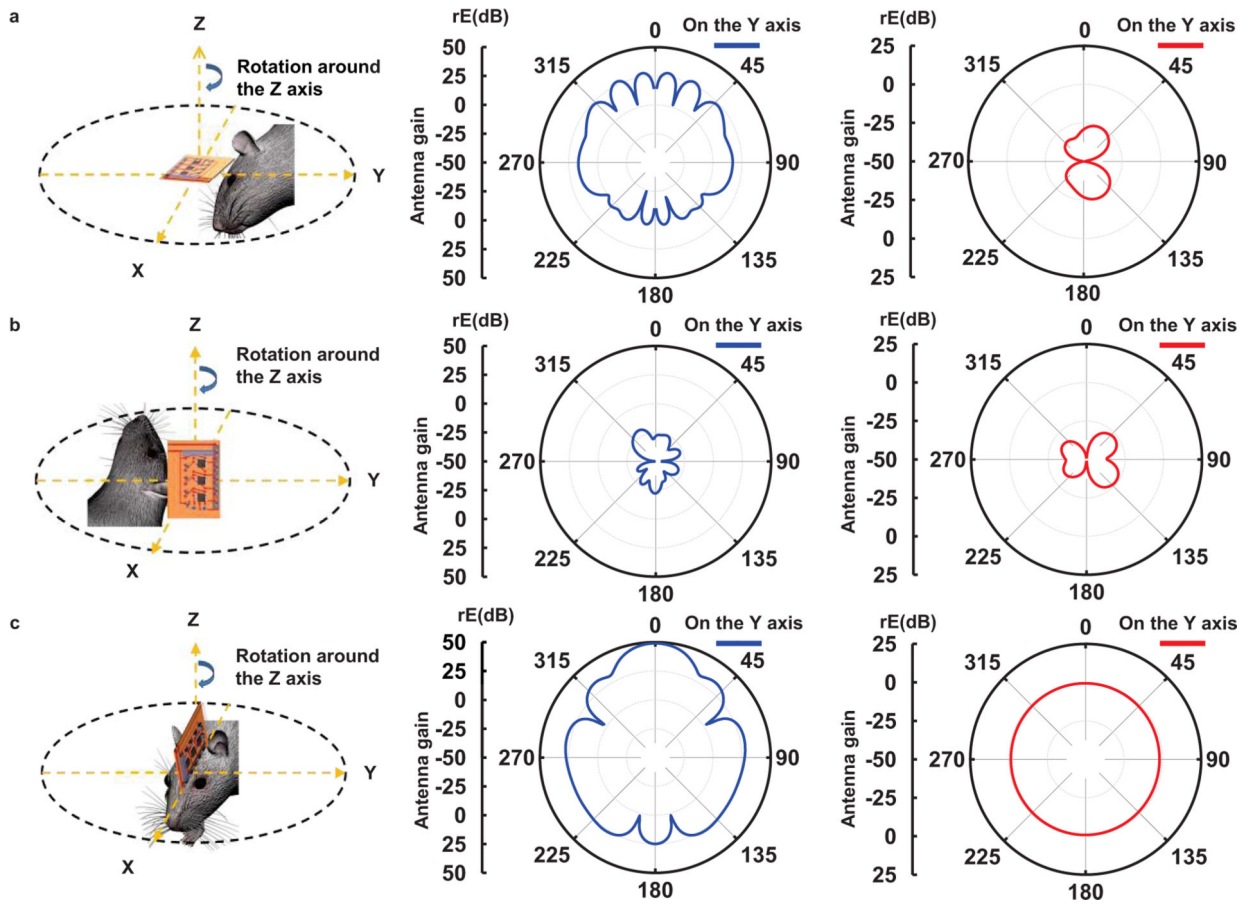 a
Z
Rotation around
the Z axis
Y
X
rE(dB)
On the Y axis
Antenna gain
50
25
0
-25
-50
-25
0
25
50
0
45
90
135
180
225
270
315
rE(dB)
On the Y axis
Antenna gain
25
0
-25
-50
-25
0
25
0
45
90
135
180
225
270
315
b
Z
Rotation around
the Z axis
Y
X
rE(dB)
On the Y axis
Antenna gain
50
25
0
-25
-50
-25
0
25
50
0
45
90
135
180
225
270
315
rE(dB)
On the Y axis
Antenna gain
25
0
-25
-50
-25
0
25
0
45
90
135
180
225
270
315
c
Z
Rotation around
the Z axis
Y
X
rE(dB)
On the Y axis
Antenna gain
50
25
0
-25
-50
-25
0
25
50
0
45
90
135
180
225
270
315
rE(dB)
On the Y axis
Antenna gain
25
0
-25
-50
-25
0
25
0
45
90
135
180
225
270
315